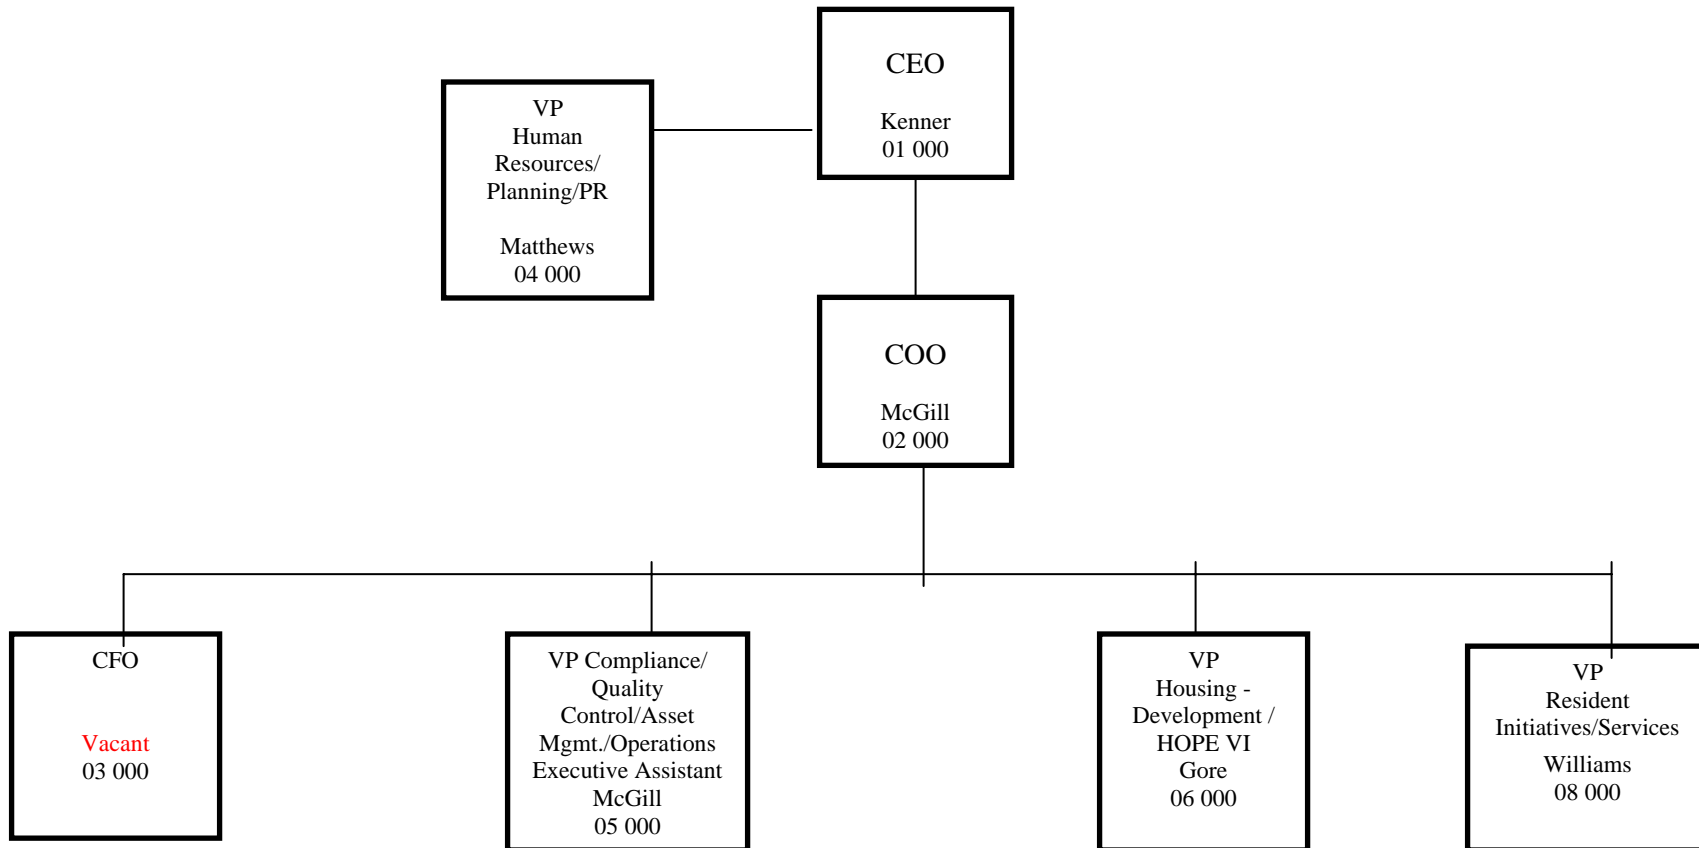 CEO
Kenner
01 000
VP
Human
Resources/
Planning/PR
Matthews
04 000
COO
McGill
02 000
CFO
Vacant
03 000
VP Compliance/
Quality
Control/Asset
Mgmt./Operations
Executive Assistant
McGill
05 000
VP
Housing -
Development /
HOPE VI
Gore
06 000
VP
Resident
Initiatives/Services
Williams
08 000